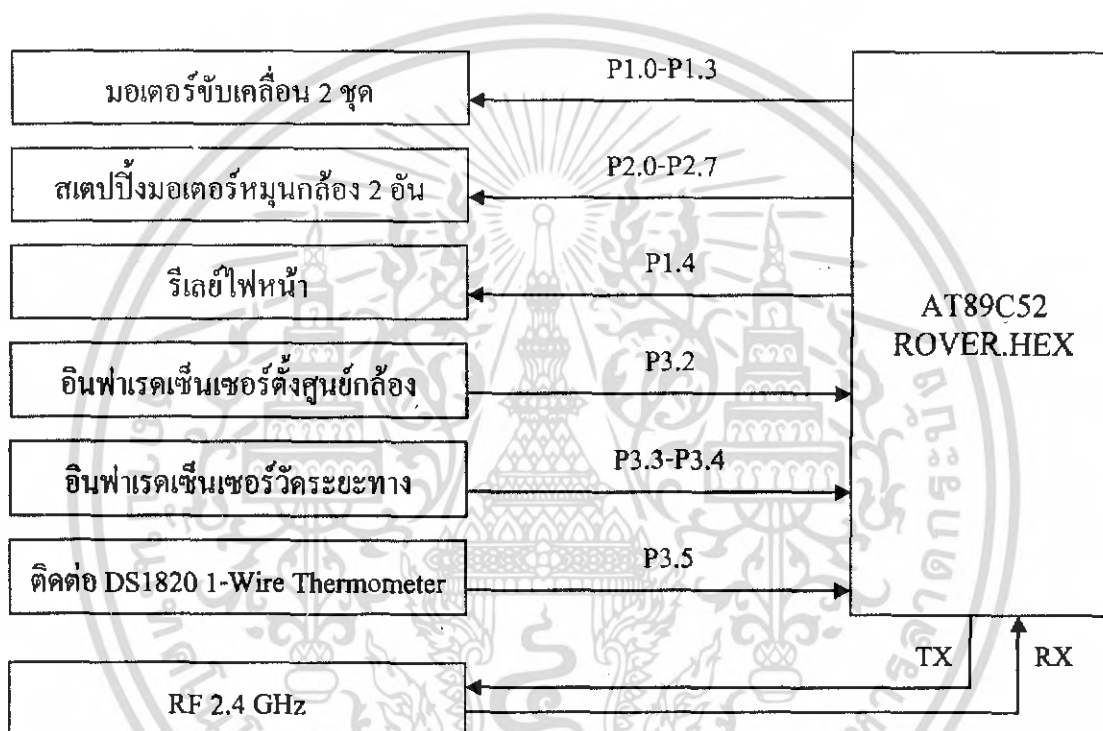 มอเตอร์ขับเคลื่อน 2 ชุด
P1.0-P1.3
สเตปปิ้งมอเตอร์หมุนกล้อง 2 อัน
P2.0-P2.7
รีเลย์ไฟหน้า
P1.4
AT89C52
ROVER.HEX
อินฟาเรดเซ็นเซอร์ตั้งศูนย์กล้อง
P3.2
อินฟาเรดเซ็นเซอร์วัดระยะทาง
P3.3-P3.4
ติดต่อ DS1820 1-Wire Thermometer
P3.5
TX
RX
RF 2.4 GHz